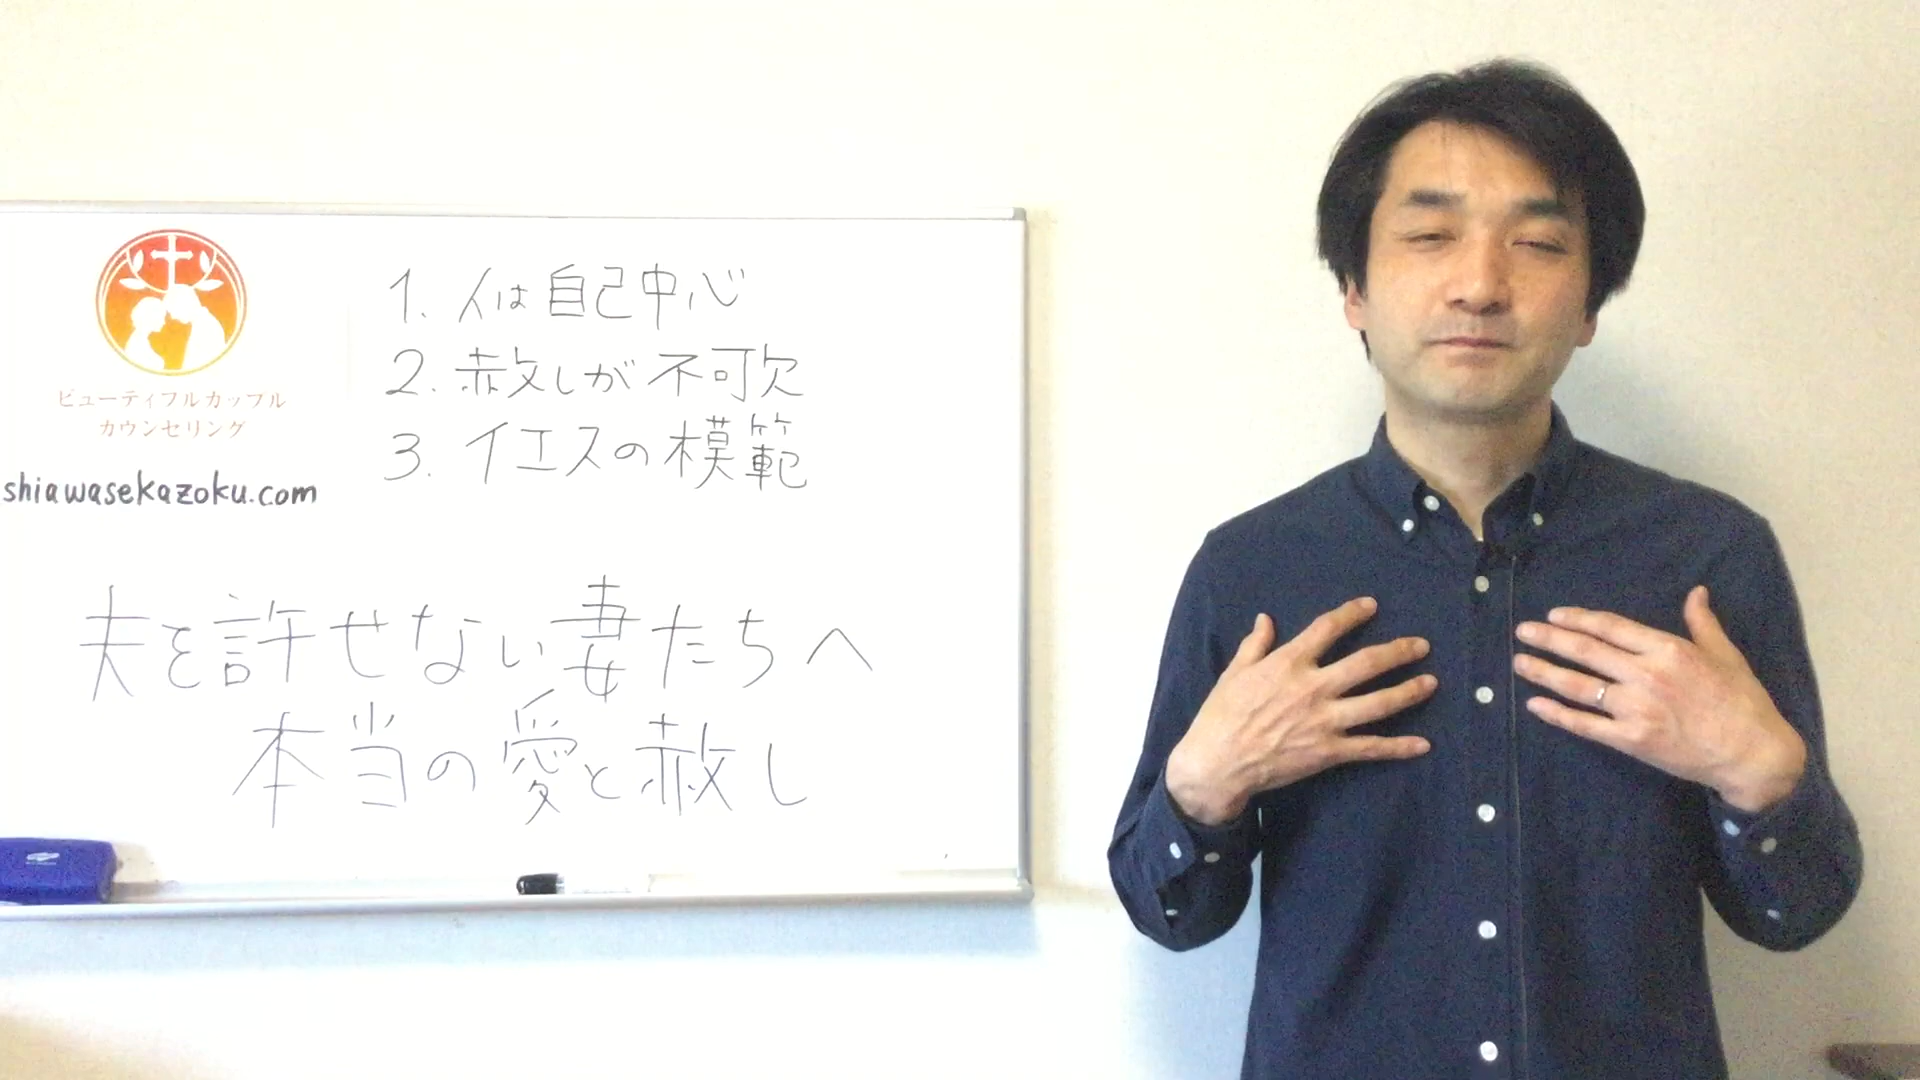 ビューティフルカップル
カウンセリング
shiawasekazoku.com
1. 人は自己中心
2. 赦しが不可欠
3. イエスの模範
夫を許せない妻たちへ
本当の愛と赦し